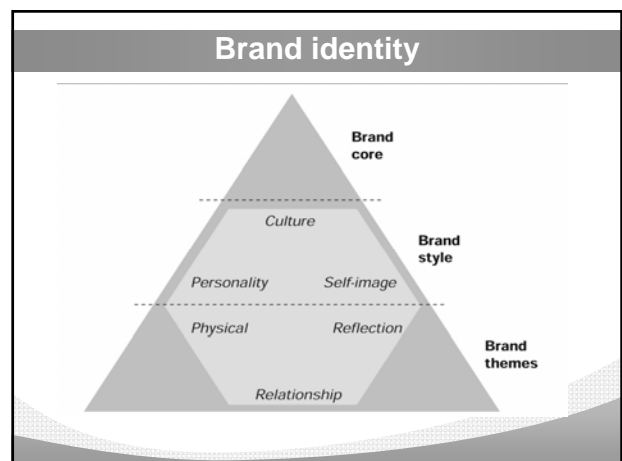 Brand identity
Brand
core
Culture
Brand
style
Personality Self-image
Physical Reflection
Brand
themes
Relationship